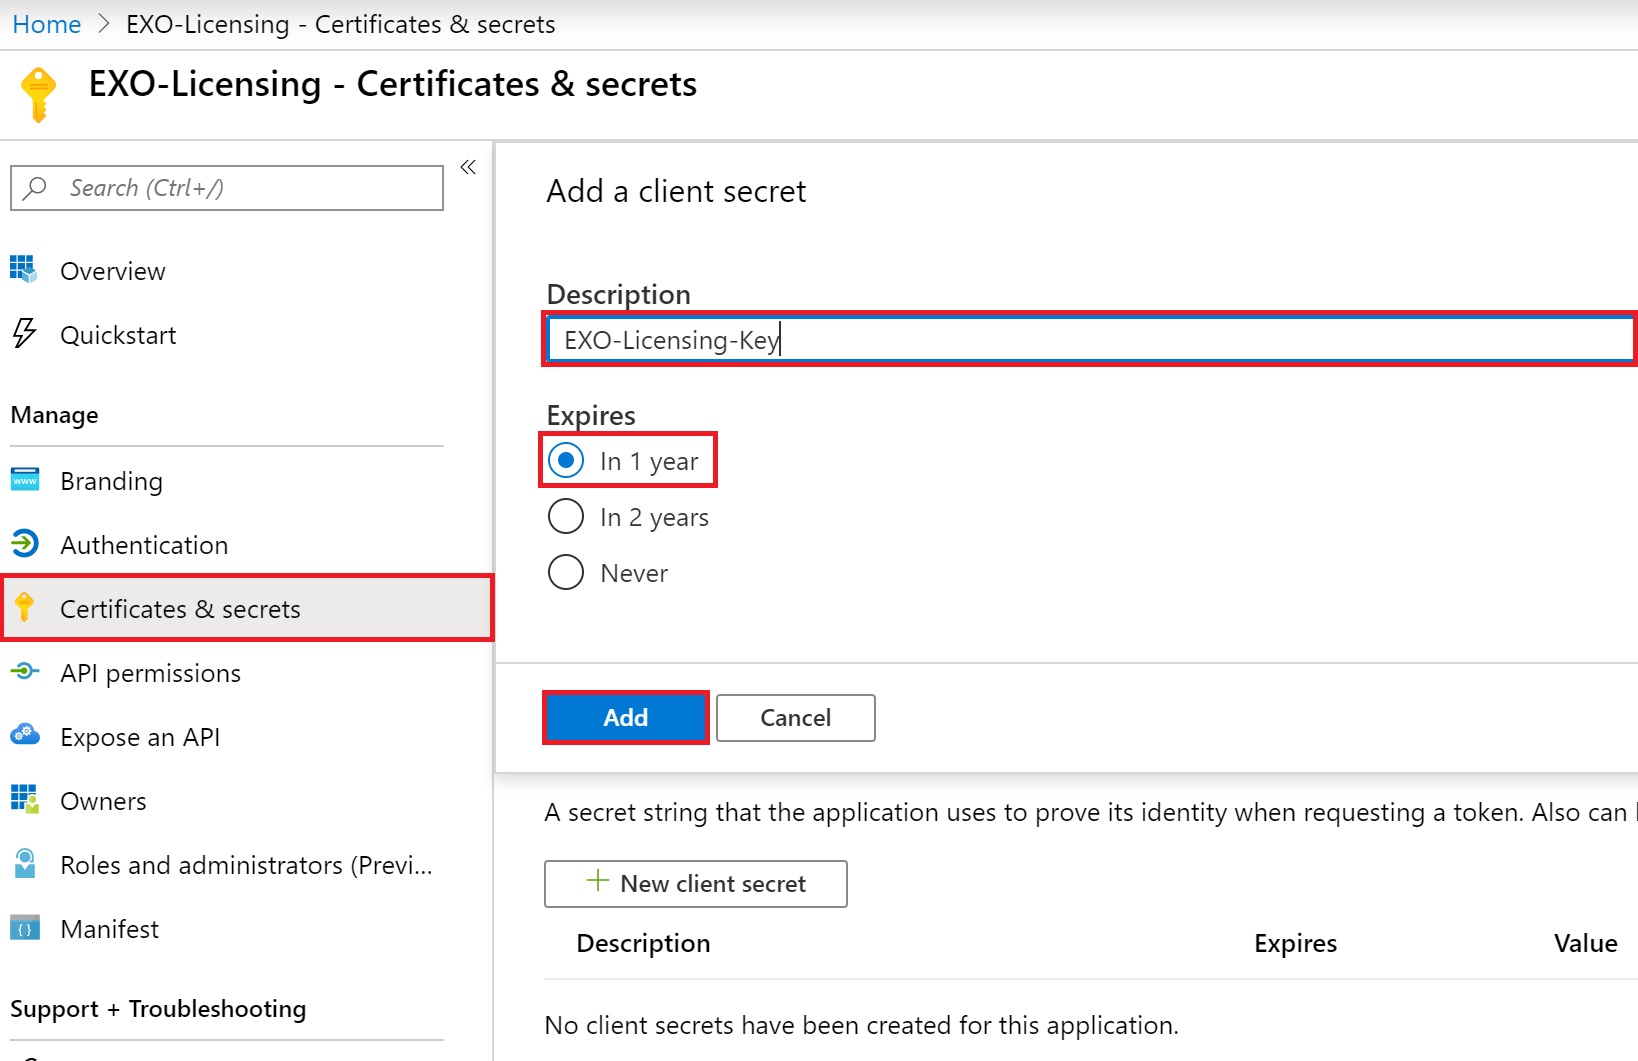 Home > EXO-Licensing - Certificates & secrets
EXO-Licensing - Certificates & secrets
Search (Ctrl+/)
Overview
Quickstart
Manage
Branding
Authentication
Certificates & secrets
API permissions
Expose an API
Owners
Roles and administrators (Previ...
Manifest
Support + Troubleshooting
Add a client secret
Description
EXO-Licensing-Key
Expires
In 1 year
In 2 years
Never
Add Cancel
A secret string that the application uses to prove its identity when requesting a token. Also can
+ New client secret
Description Expires Value
No client secrets have been created for this application.